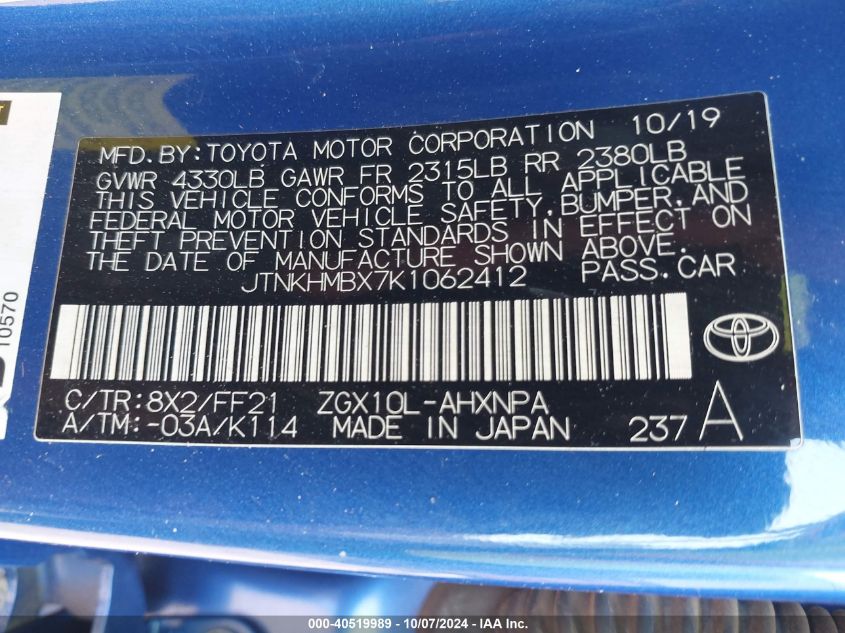 MFD. BY: TOYOTA MOTOR CORPORATION 10/19
GVWR 4330LB GAWR FR 2315LB RR 2380LB
THIS VEHICLE CONFORMS TO ALL APPLICABLE
FEDERAL MOTOR VEHICLE SAFETY, BUMPER, AND
THEFT PREVENTION STANDARDS IN EFFECT ON
THE DATE OF MANUFACTURE SHOWN ABOVE.
JTNKHMBX7K1062412 PASS. CAR
C/TR: 8X2/FF21 ZGX10L-AHXNPA
A/TM: -03A/K114 MADE IN JAPAN 237 A
10570
000-40519989 - 10/07/2024 - IAA Inc.